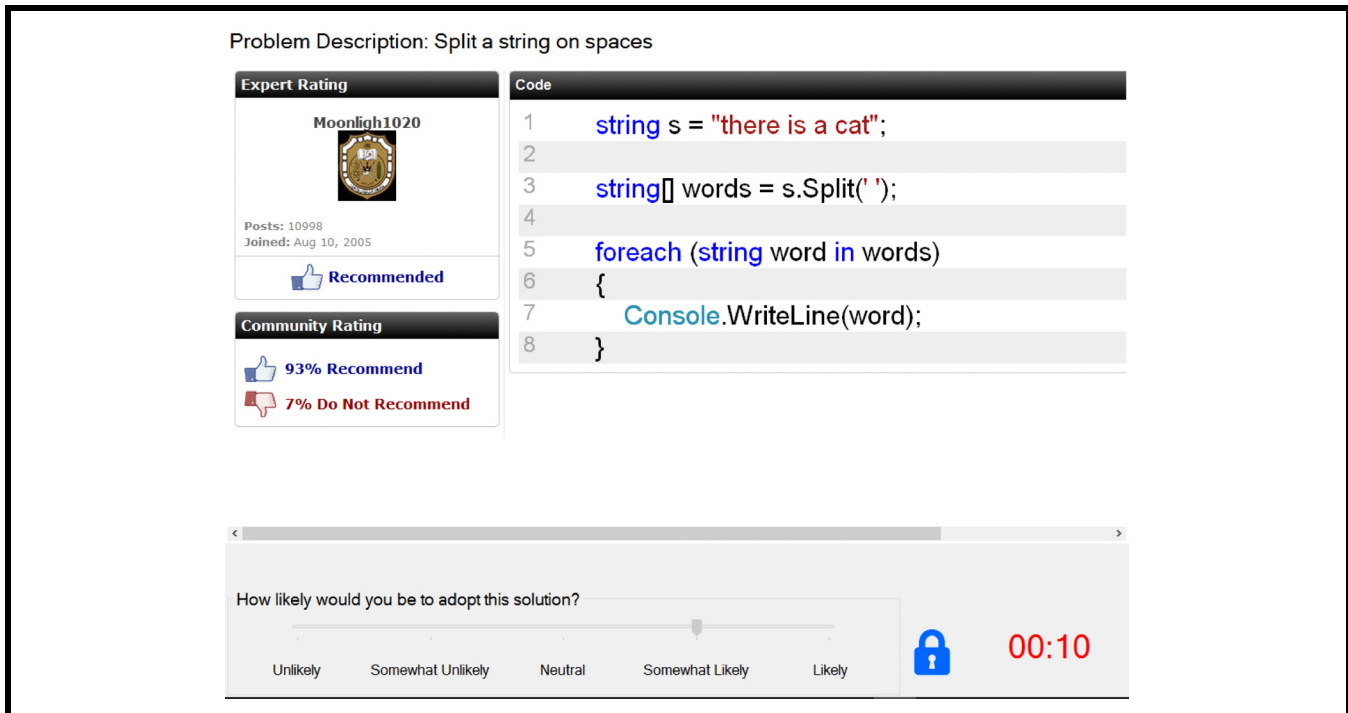 Problem Description: Split a string on spaces
Expert Rating
Moonligh1020
Posts: 10998
Joined: Aug 10, 2005
Recommended
Community Rating
93% Recommend
7% Do Not Recommend
Code
1 string s = "there is a cat";
2
3 string[] words = s.Split(' ');
4
5 foreach (string word in words)
6 {
7 Console.WriteLine(word);
8 }
How likely would you be to adopt this solution?
Unlikely Somewhat Unlikely Neutral Somewhat Likely Likely
00:10